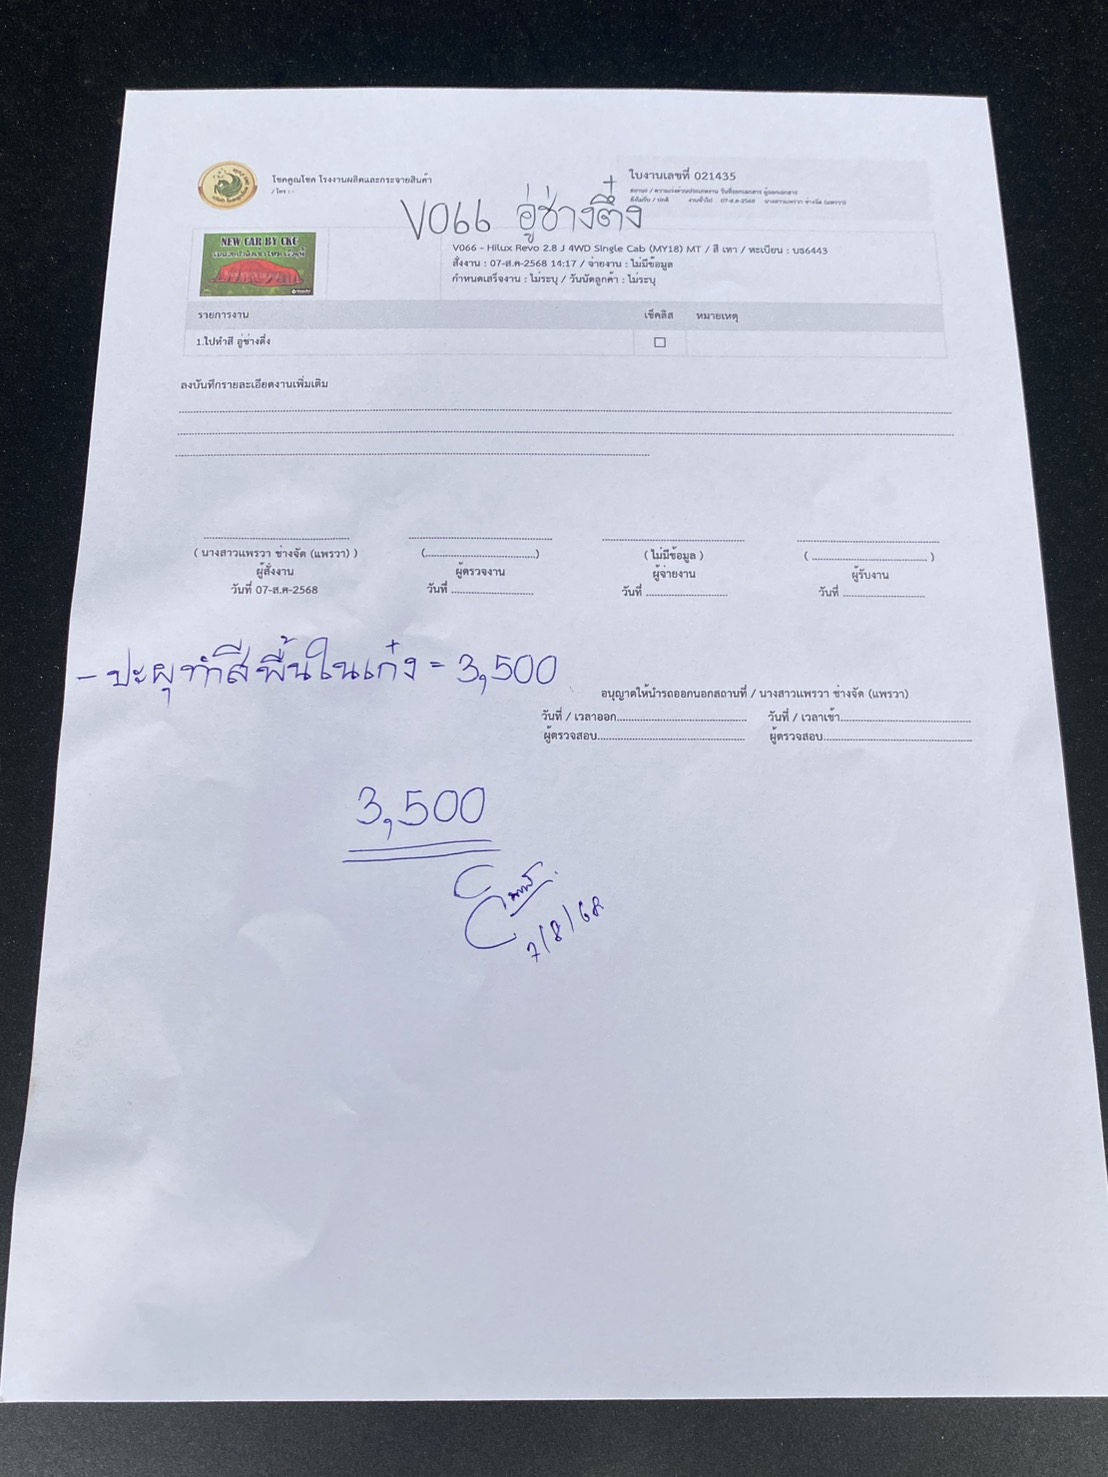 โชคคูณโชค โรงงานผลิตและกระจายสินค้า
/ โทร : -
ใบงานเลขที่ 021435
V066 อู่ช่างตึ๋ง
NEW CAR BY CKC
V066 - Hilux Revo 2.8 J 4WD Single Cab (MY18) MT / สี เทา / ทะเบียน : บร6443
สั่งงาน : 07-ส.ค-2568 14:17 / จ่ายงาน : ไม่มีข้อมูล
กำหนดเสร็จงาน : ไม่ระบุ / วันนัดลูกค้า : ไม่ระบุ
รายการงาน เช็คลิส หมายเหตุ
1.ไปทำสี อู่ช่างตึ๋ง
ลงบันทึกรายละเอียดงานเพิ่มเติม
( นางสาวแพรวา ช่างจัด (แพรวา) ) (......................................) ( ไม่มีข้อมูล ) ( ...................................... )
ผู้สั่งงาน ผู้ตรวจงาน ผู้จ่ายงาน ผู้รับงาน
วันที่ 07-ส.ค-2568 วันที่ ............................ วันที่ ............................ วันที่ ............................
- ปะผุทำสีพื้นในเก๋ง = 3,500
อนุญาตให้นำรถออกนอกสถานที่ / นางสาวแพรวา ช่างจัด (แพรวา)
วันที่ / เวลาออก............................................ วันที่ / เวลาเข้า............................................
ผู้ตรวจสอบ.................................................. ผู้ตรวจสอบ..................................................
3,500
7/8/68